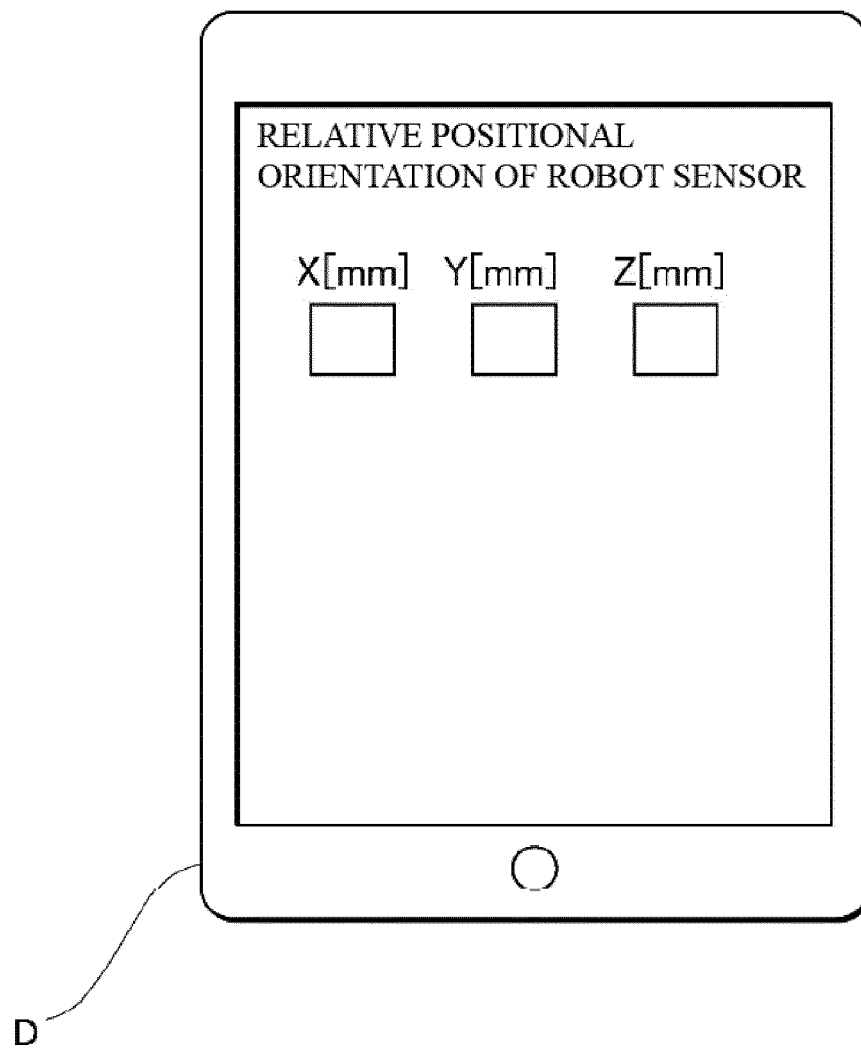 RELATIVE POSITIONAL
ORIENTATION OF ROBOT SENSOR
X[mm] Y[mm] Z[mm]
D